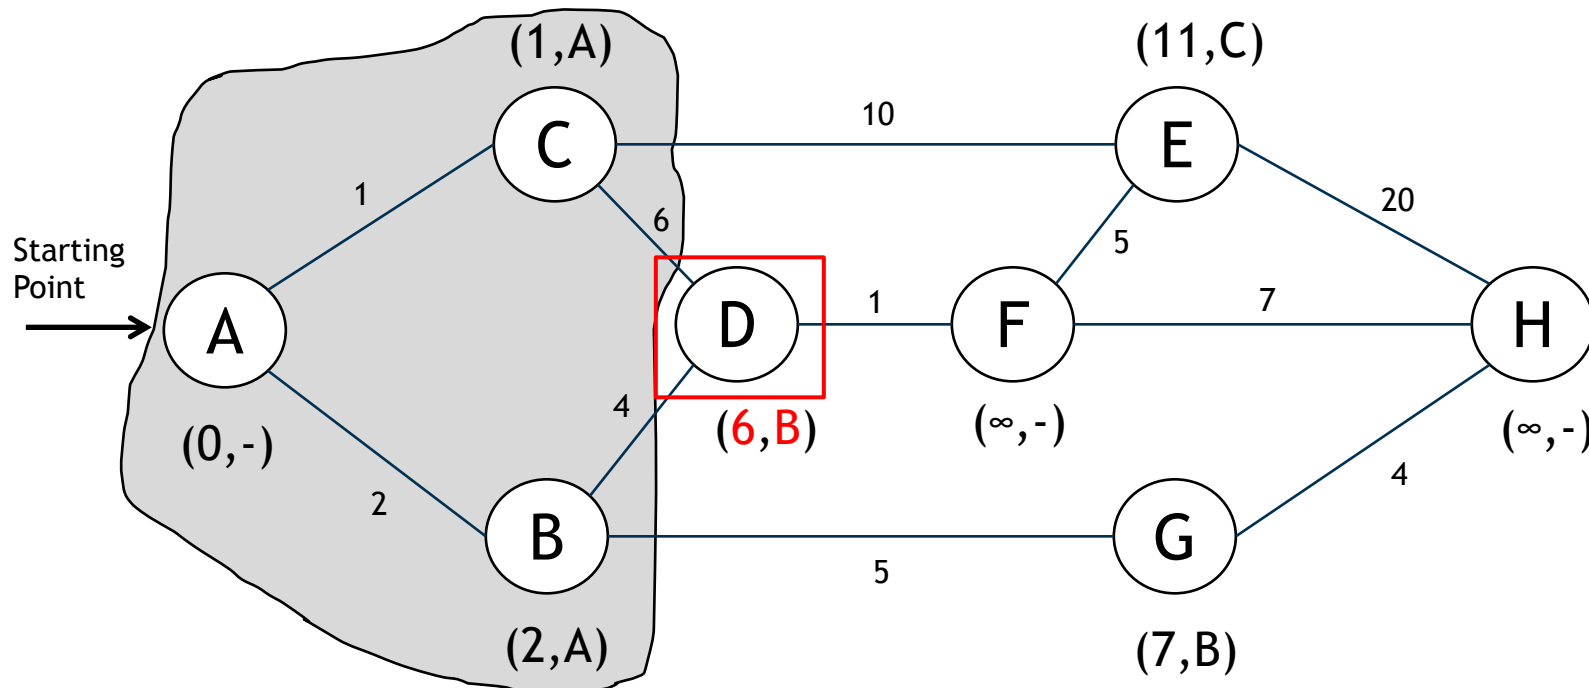 (1,A)
(11,C)
C
10
E
1
6
5
20
Starting
Point
A
D
1
F
7
H
(0,-)
4
(6,B)
(∞,-)
(∞,-)
2
4
B
5
G
(2,A)
(7,B)